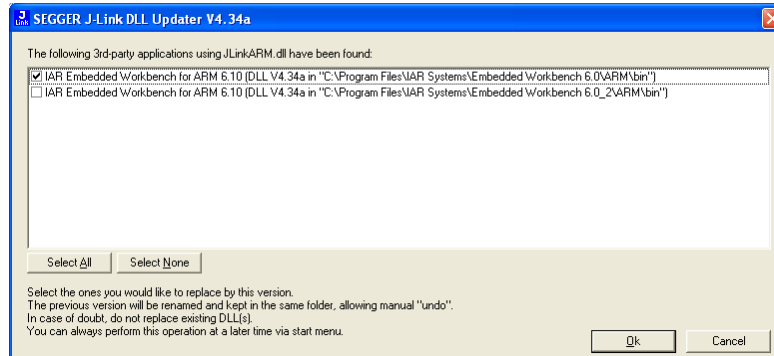 J
Link
SEGGER J-Link DLL Updater V4.34a
The following 3rd-party applications using JLinkARM.dll have been found:
IAR Embedded Workbench for ARM 6.10 (DLL V4.34a in "C:\Program Files\IAR Systems\Embedded Workbench 6.0\ARM\bin")
IAR Embedded Workbench for ARM 6.10 (DLL V4.34a in "C:\Program Files\IAR Systems\Embedded Workbench 6.0_2\ARM\bin")
Select All Select None
Select the ones you would like to replace by this version.
The previous version will be renamed and kept in the same folder, allowing manual "undo".
In case of doubt, do not replace existing DLL(s).
You can always perform this operation at a later time via start menu.
Ok Cancel